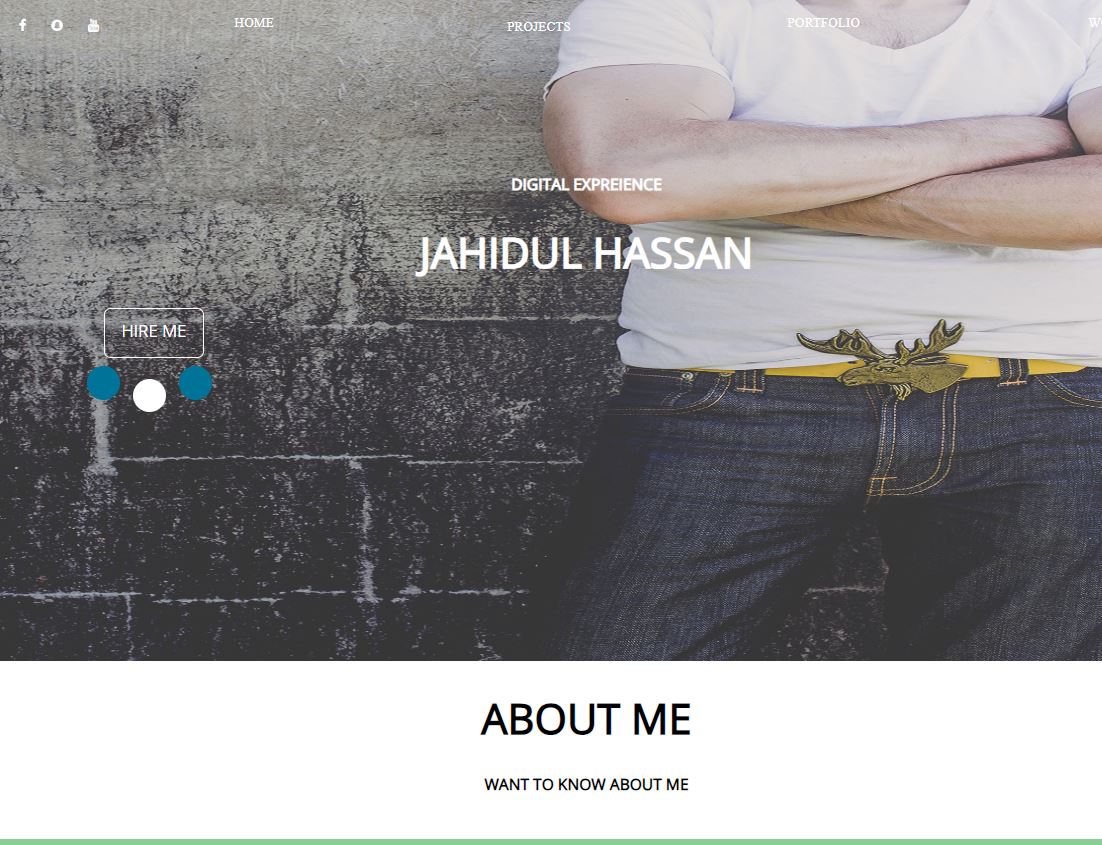 HOME
PROJECTS
PORTFOLIO
DIGITAL EXPREIENCE
JAHIDUL HASSAN
HIRE ME
ABOUT ME
WANT TO KNOW ABOUT ME